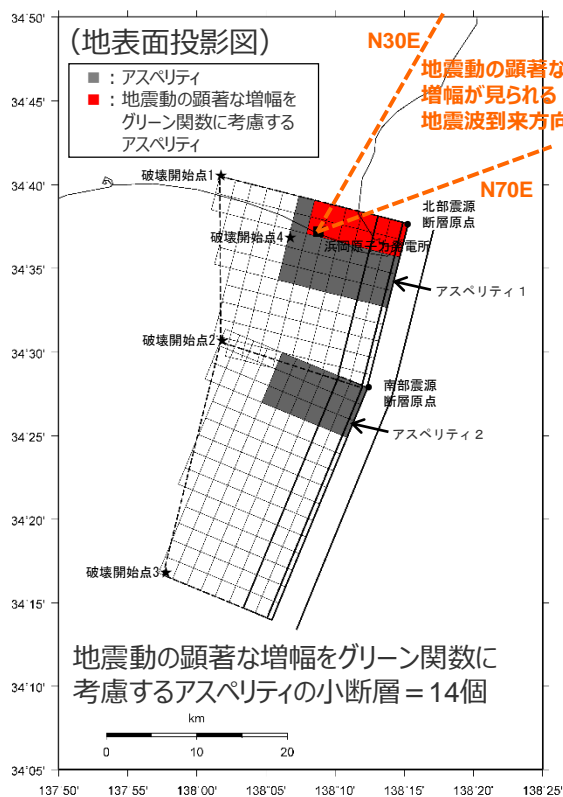 34°50'
(地表面投影図)
N30E
■ : アスペリティ
■ : 地震動の顕著な増幅を
グリーン関数に考慮する
アスペリティ
地震動の顕著な
増幅が見られる
地震波到来方向
34°45'
34°40'
破壊開始点1
N70E
北部震源
断層原点
破壊開始点4
浜岡原子力発電所
34°35'
アスペリティ1
34°30'
破壊開始点2
南部震源
断層原点
34°25'
アスペリティ2
34°20'
破壊開始点3
34°15'
地震動の顕著な増幅をグリーン関数に
考慮するアスペリティの小断層=14個
34°10'
km
0 10 20
34°05'
137°50' 137°55' 138°00' 138°05' 138°10' 138°15' 138°20' 138°25'